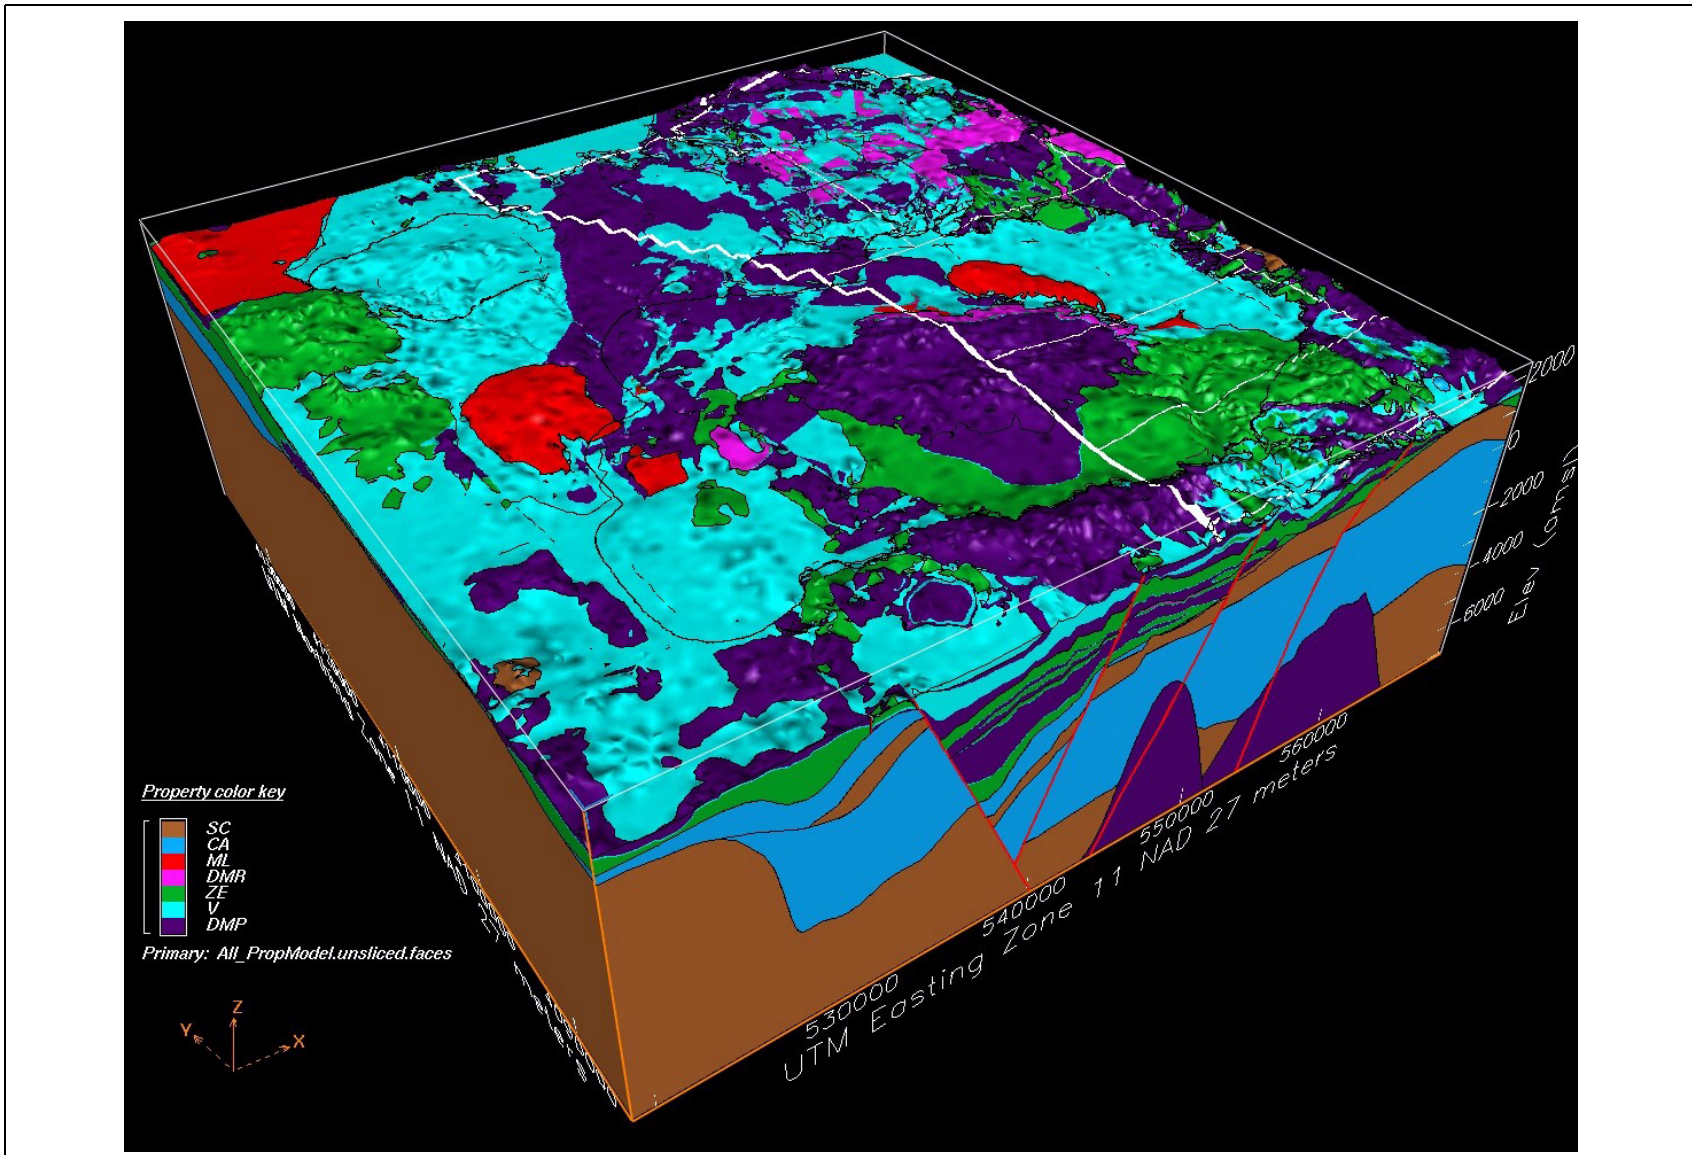 2000
0
-2000
-4000
-6000
560000
550000
540000
530000
UTM Easting Zone 11 NAD 27 meters
Property color key
SC
CA
ML
DMR
ZE
V
DMP
Primary: All_PropModel.unsliced.faces
Z
Y
X